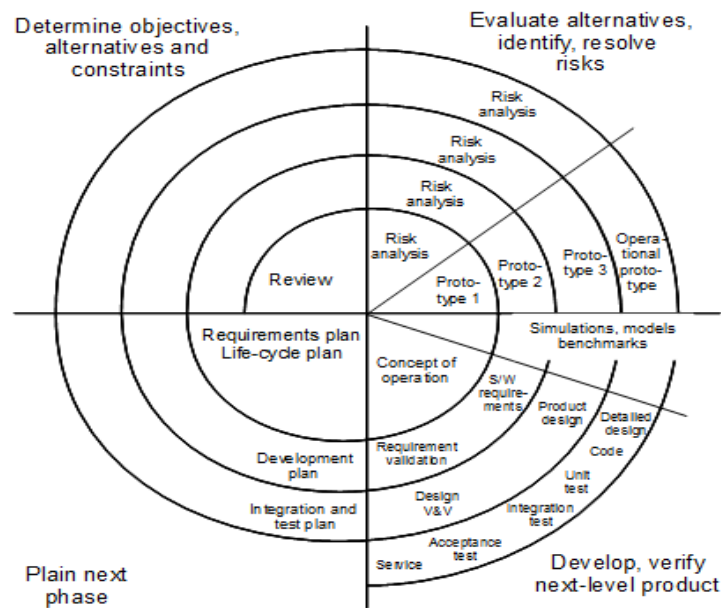 Determine objectives,
alternatives and
constraints
Evaluate alternatives,
identify, resolve
risks
Risk
analysis
Risk
analysis
Risk
analysis
Risk
analysis
Review
Proto-
type 1
Proto-
type 2
Proto-
type 3
Opera-
tional
proto-
type
Requirements plan
Life-cycle plan
Simulations, models
benchmarks
Concept of
operation
S/W
require-
ments
Product
design
Detailed
design
Development
plan
Requirement
validation
Code
Unit
test
Integration and
test plan
Design
V&V
Integration
test
Acceptance
test
Service
Plain next
phase
Develop, verify
next-level product